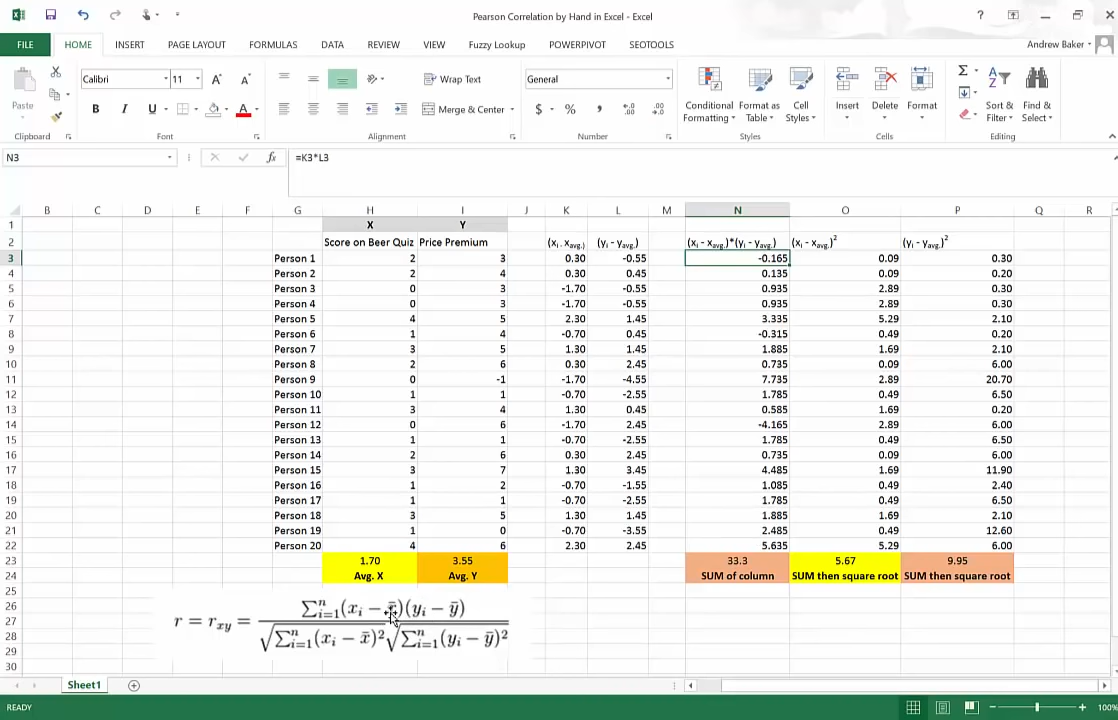 Pearson Correlation by Hand in Excel - Excel
FILE HOME INSERT PAGE LAYOUT FORMULAS DATA REVIEW VIEW Fuzzy Lookup POWERPIVOT SEOTOOLS Andrew Baker
Calibri 11 Wrap Text General
Paste B I U A Merge & Center $ % , Conditional Formatting Format as Table Cell Styles Insert Delete Format Sort & Filter Find & Select
Clipboard Font Alignment Number Styles Cells Editing
N3 fx =K3*L3
B C D E F G H I J K L M N O P Q R
1 X Y
2 Score on Beer Quiz Price Premium (xi - xavg.) (yi - yavg.) (xi - xavg.)*(yi - yavg.) (xi - xavg.)² (yi - yavg.)²
3 Person 1 2 3 0.30 -0.55 -0.165 0.09 0.30
4 Person 2 2 4 0.30 0.45 0.135 0.09 0.20
5 Person 3 0 3 -1.70 -0.55 0.935 2.89 0.30
6 Person 4 0 3 -1.70 -0.55 0.935 2.89 0.30
7 Person 5 4 5 2.30 1.45 3.335 5.29 2.10
8 Person 6 1 4 -0.70 0.45 -0.315 0.49 0.20
9 Person 7 3 5 1.30 1.45 1.885 1.69 2.10
10 Person 8 2 6 0.30 2.45 0.735 0.09 6.00
11 Person 9 0 -1 -1.70 -4.55 7.735 2.89 20.70
12 Person 10 1 1 -0.70 -2.55 1.785 0.49 6.50
13 Person 11 3 4 1.30 0.45 0.585 1.69 0.20
14 Person 12 0 6 -1.70 2.45 -4.165 2.89 6.00
15 Person 13 1 1 -0.70 -2.55 1.785 0.49 6.50
16 Person 14 2 6 0.30 2.45 0.735 0.09 6.00
17 Person 15 3 7 1.30 3.45 4.485 1.69 11.90
18 Person 16 1 2 -0.70 -1.55 1.085 0.49 2.40
19 Person 17 1 1 -0.70 -2.55 1.785 0.49 6.50
20 Person 18 3 5 1.30 1.45 1.885 1.69 2.10
21 Person 19 1 0 -0.70 -3.55 2.485 0.49 12.60
22 Person 20 4 6 2.30 2.45 5.635 5.29 6.00
23 1.70 3.55 33.3 5.67 9.95
24 Avg. X Avg. Y SUM of column SUM then square root SUM then square root
25
26
27
28
29
30
r = rxy = ∑ⁿi=1(xi − x̄)(yi − ȳ) / √∑ⁿi=1(xi − x̄)² √∑ⁿi=1(yi − ȳ)²
Sheet1
READY 100%